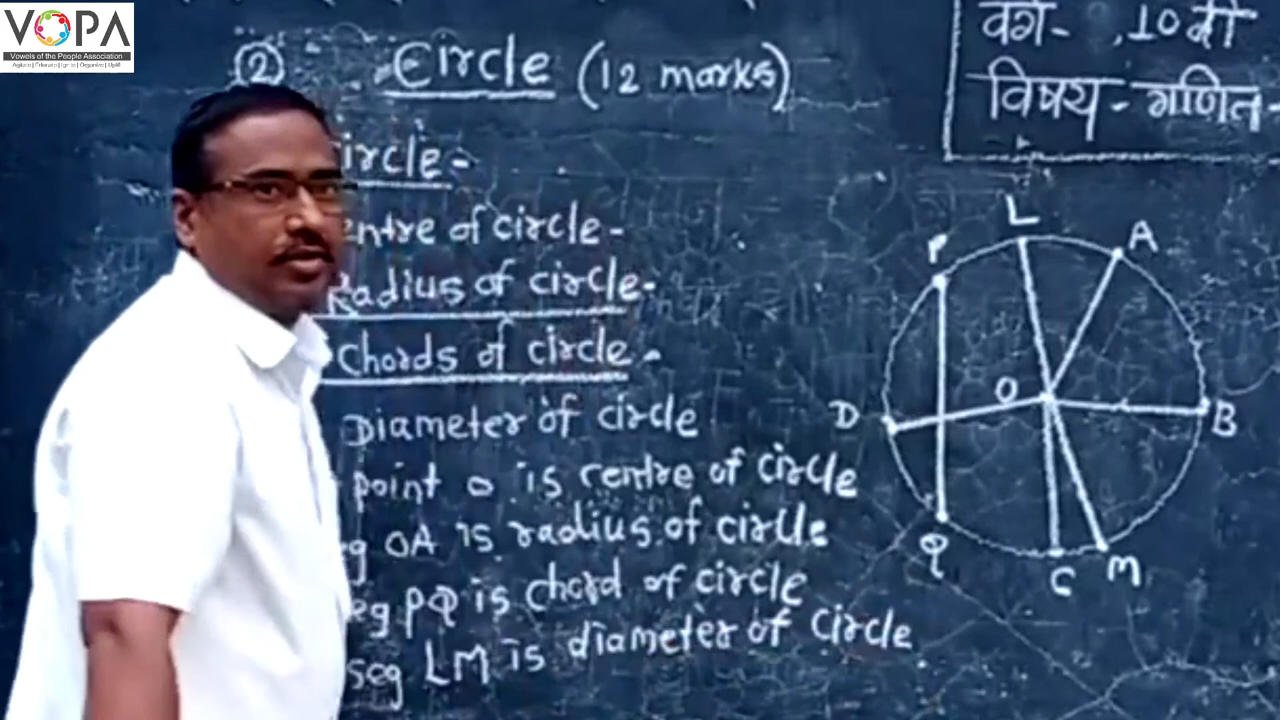 VOPA
Vowels of the People Association
② Circle (12 marks)
वर्ग- 10 वी
विषय - गणित -
ircle -
entre of circle -
Radius of circle -
Chords of circle -
Diameter of circle
point o is centre of circle
g OA is radius of circle
eg PQ is chord of circle
seg LM is diameter of circle.
L
P
A
O
D
B
Q
C
M